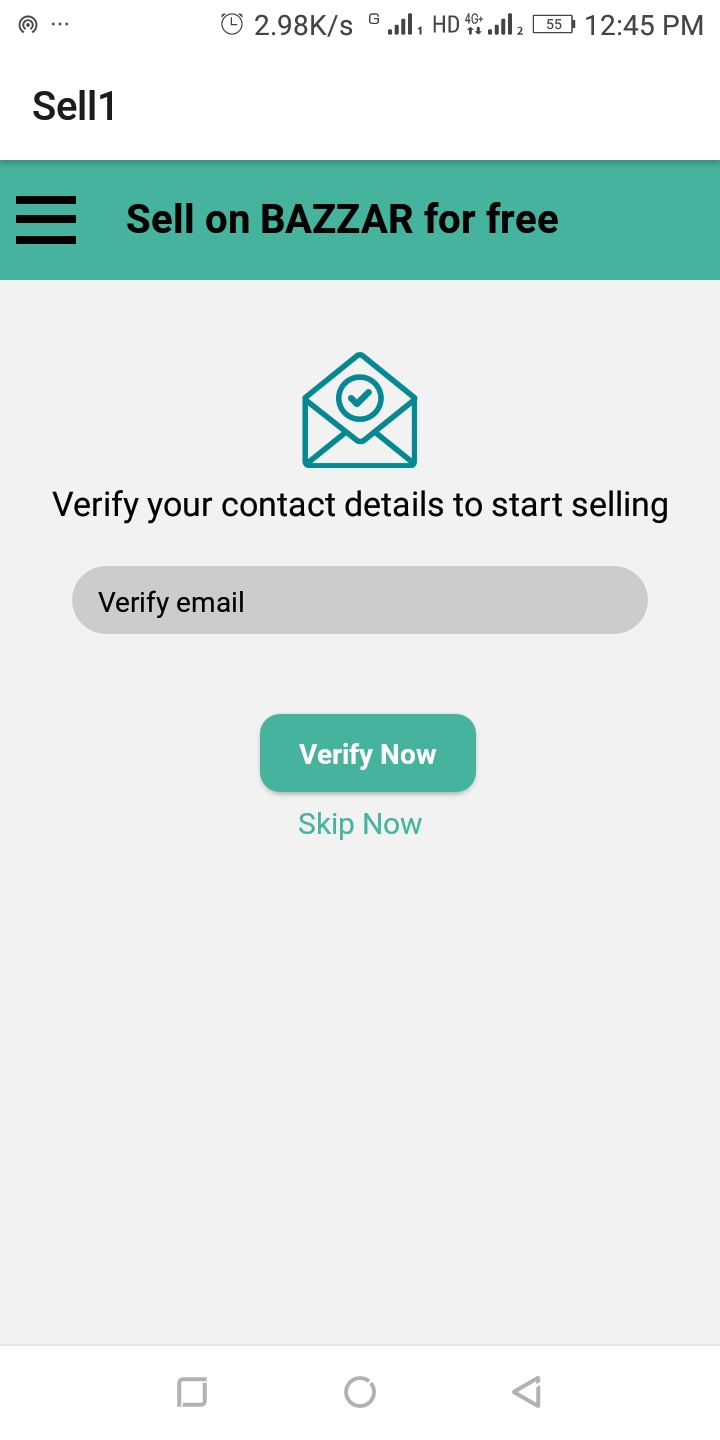 2.98K/s G 1 HD 4G+ 2 55 12:45 PM
Sell1
Sell on BAZZAR for free
Verify your contact details to start selling
Verify email
Verify Now
Skip Now